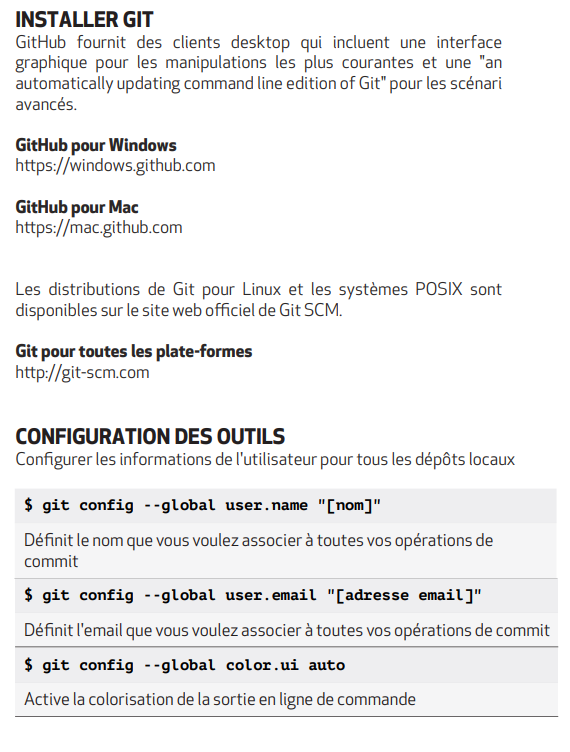 INSTALLER GIT
GitHub fournit des clients desktop qui incluent une interface
graphique pour les manipulations les plus courantes et une "an
automatically updating command line edition of Git" pour les scénari
avancés.
GitHub pour Windows
https://windows.github.com
GitHub pour Mac
https://mac.github.com
Les distributions de Git pour Linux et les systèmes POSIX sont
disponibles sur le site web officiel de Git SCM.
Git pour toutes les plate-formes
http://git-scm.com
CONFIGURATION DES OUTILS
Configurer les informations de l'utilisateur pour tous les dépôts locaux
$ git config --global user.name "[nom]"
Définit le nom que vous voulez associer à toutes vos opérations de
commit
$ git config --global user.email "[adresse email]"
Définit l'email que vous voulez associer à toutes vos opérations de commit
$ git config --global color.ui auto
Active la colorisation de la sortie en ligne de commande